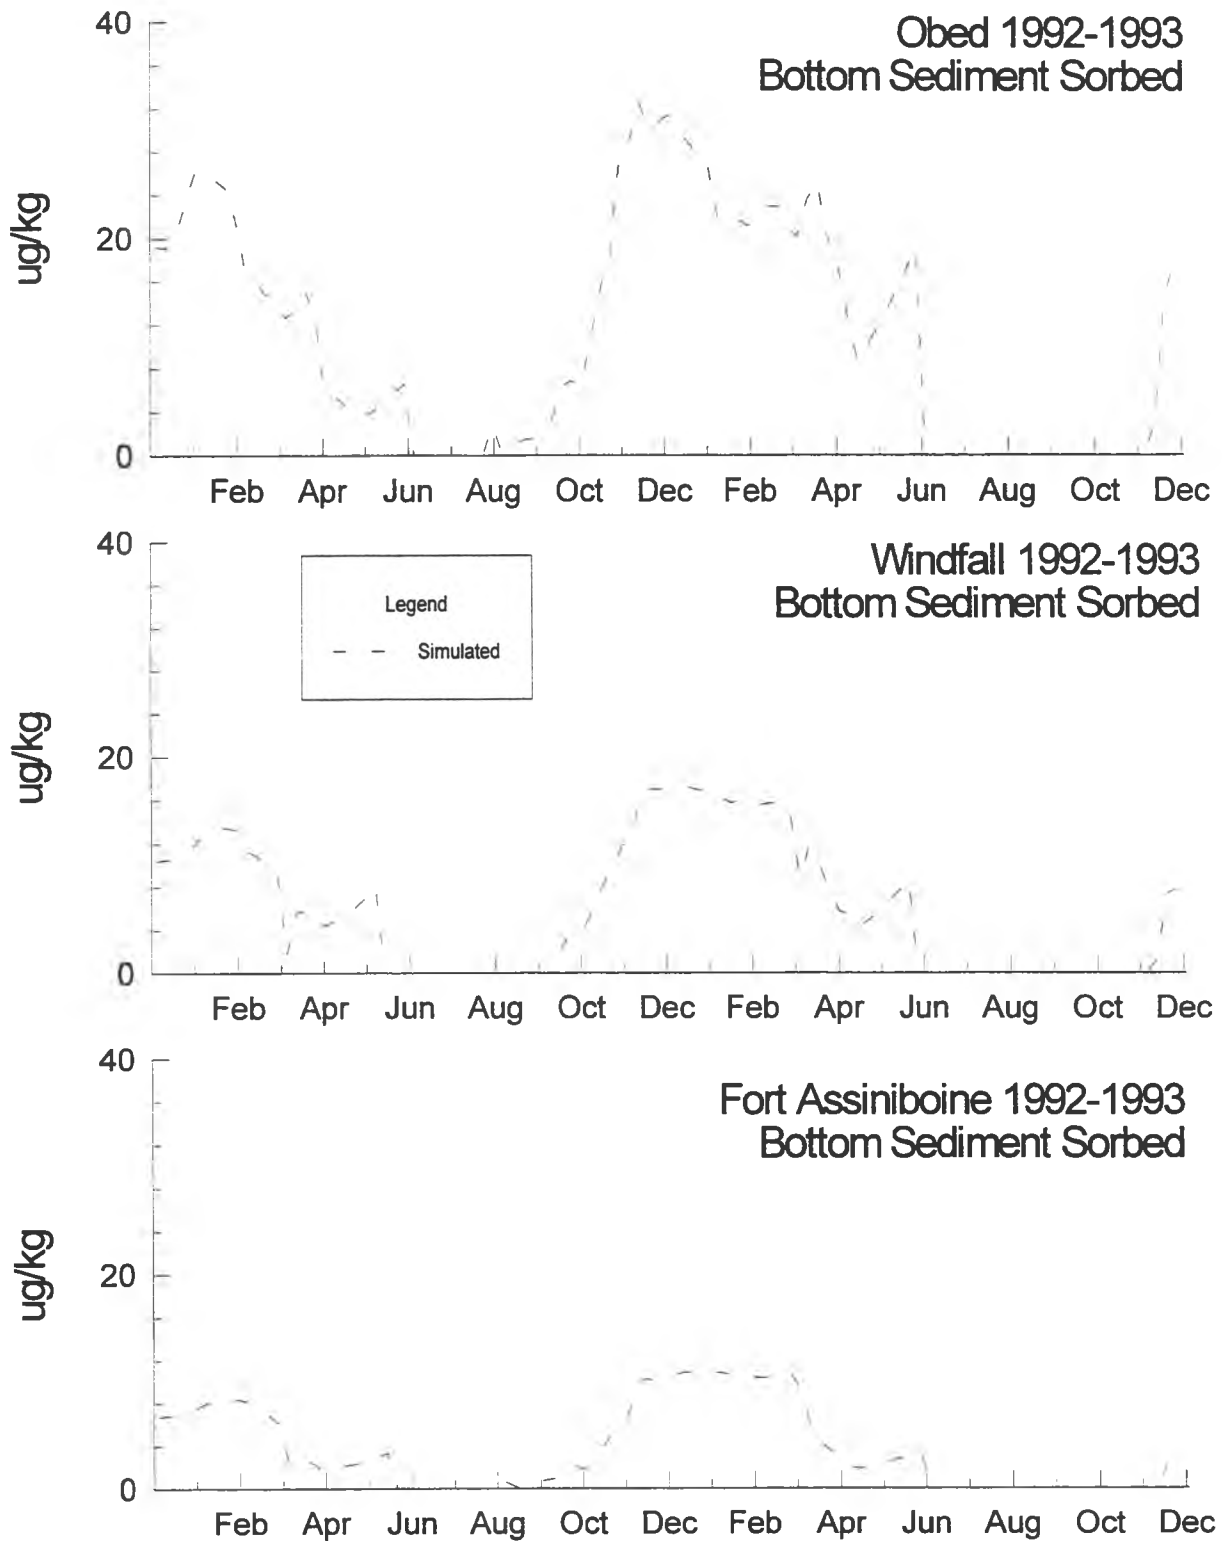 Obed 1992-1993
Bottom Sediment Sorbed
40
20
0
ug/kg
Feb Apr Jun Aug Oct Dec Feb Apr Jun Aug Oct Dec
Windfall 1992-1993
Bottom Sediment Sorbed
Legend
Simulated
40
20
0
ug/kg
Feb Apr Jun Aug Oct Dec Feb Apr Jun Aug Oct Dec
Fort Assiniboine 1992-1993
Bottom Sediment Sorbed
40
20
0
ug/kg
Feb Apr Jun Aug Oct Dec Feb Apr Jun Aug Oct Dec